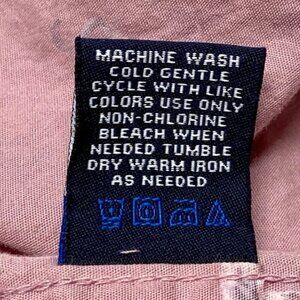 MACHINE WASH
COLD GENTLE
CYCLE WITH LIKE
COLORS USE ONLY
NON-CHLORINE
BLEACH WHEN
NEEDED TUMBLE
DRY WARM IRON
AS NEEDED